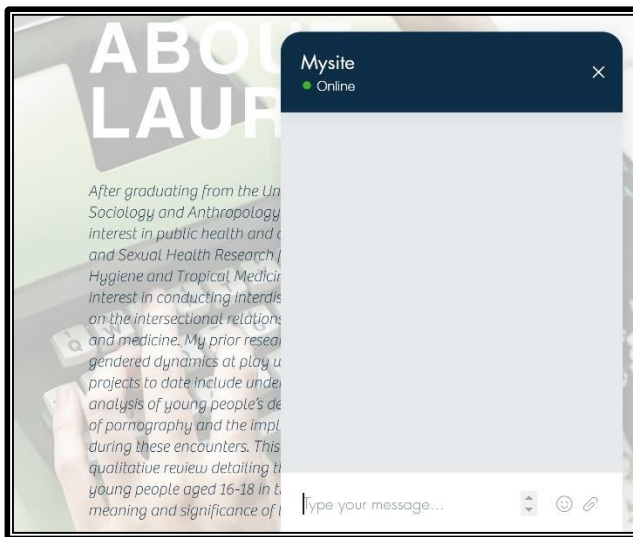 ABOU
LAUR
After graduating from the Un
Sociology and Anthropology
interest in public health and
and Sexual Health Research
Hygiene and Tropical Medicin
interest in conducting interdis
on the intersectional relations
and medicine. My prior resear
gendered dynamics at play
projects to date include unde
analysis of young people's de
of pornography and the impl
during these encounters. This
qualitative review detailing
young people aged 16-18 in
meaning and significance of
Mysite
Online
Type your message...